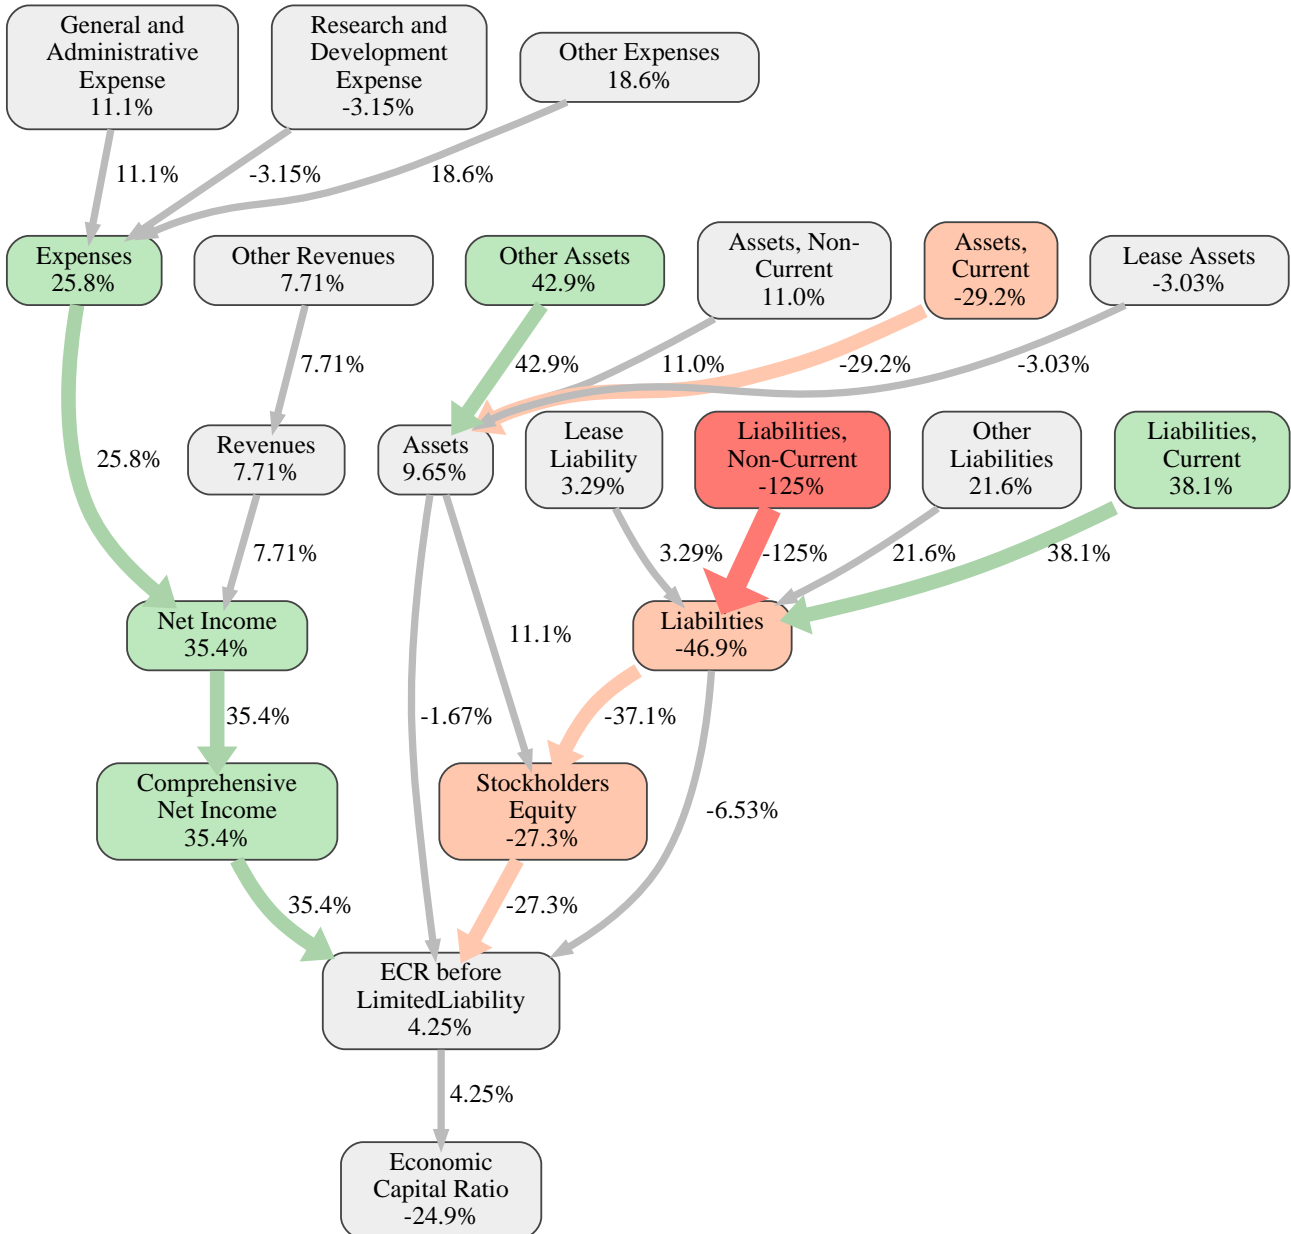 General and
Administrative
Expense
11.1%
Research and
Development
Expense
-3.15%
Other Expenses
18.6%
11.1%
-3.15%
18.6%
Expenses
25.8%
Other Revenues
7.71%
Other Assets
42.9%
Assets, Non-
Current
11.0%
Assets,
Current
-29.2%
Lease Assets
-3.03%
7.71%
42.9%
11.0%
-29.2%
-3.03%
25.8%
Revenues
7.71%
Assets
9.65%
Lease
Liability
3.29%
Liabilities,
Non-Current
-125%
Other
Liabilities
21.6%
Liabilities,
Current
38.1%
7.71%
3.29%
-125%
21.6%
38.1%
Net Income
35.4%
11.1%
Liabilities
-46.9%
35.4%
-1.67%
-37.1%
Comprehensive
Net Income
35.4%
Stockholders
Equity
-27.3%
-6.53%
35.4%
-27.3%
ECR before
LimitedLiability
4.25%
4.25%
Economic
Capital Ratio
-24.9%